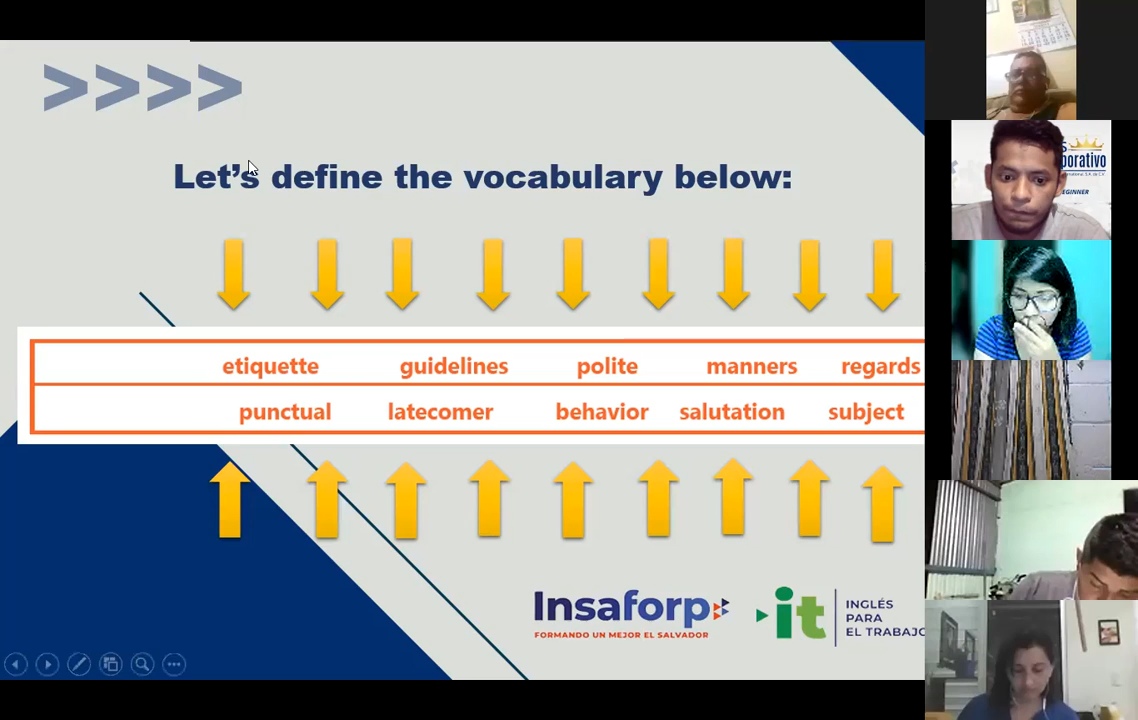 >>>>
Let's define the vocabulary below:
etiquette guidelines polite manners regards
punctual latecomer behavior salutation subject
Insaforp
FORMANDO UN MEJOR EL SALVADOR
it
INGLÉS
PARA
EL TRABAJO